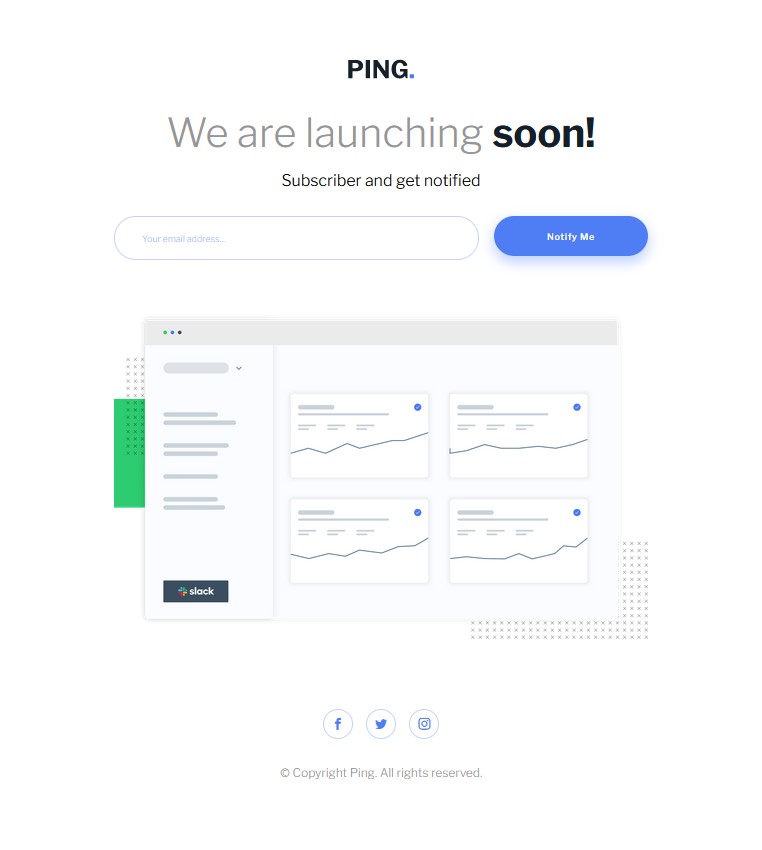 PING.
We are launching soon!
Subscriber and get notified
Your email address...
Notify Me
slack
© Copyright Ping. All rights reserved.